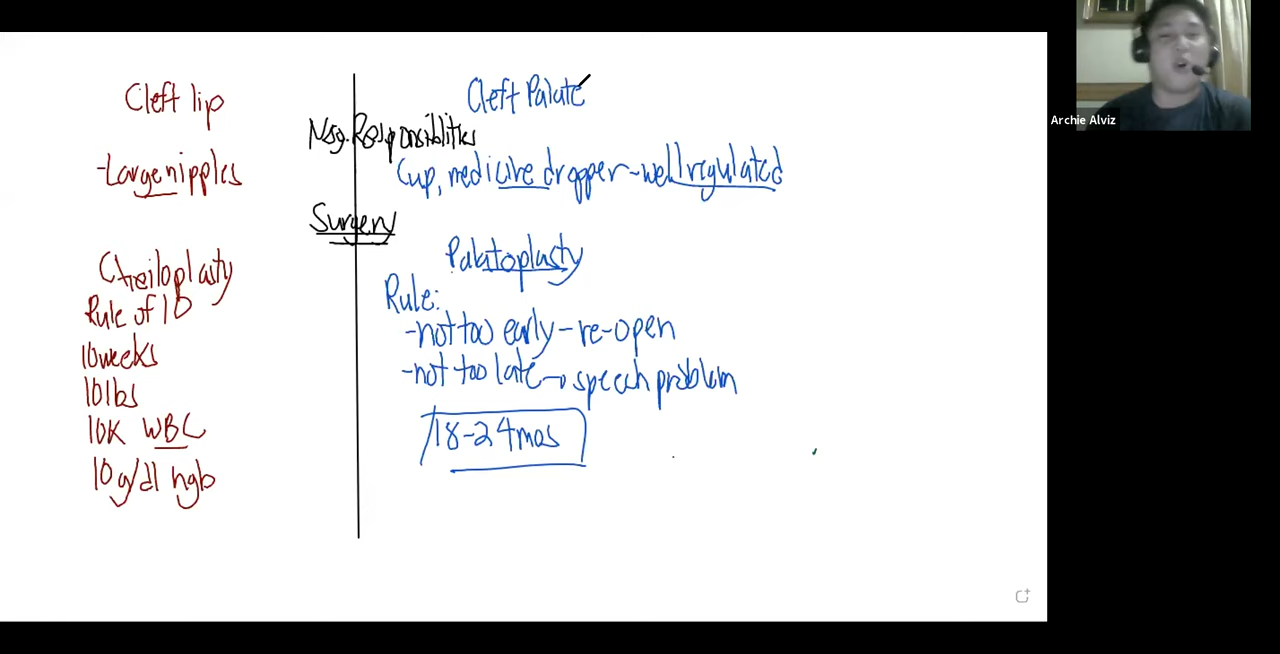 Cleft lip
Cleft Palate
Nsg. Responsiblities
-Large nipples
Cup, medicine dropper-well regulated
Surgery
Cheiloplasty
Palatoplasty
Rule of 10
Rule:
10weeks
-not too early-re-open
10lbs
-not too late→speech problem
10K WBC
18-24mos
10g/dl hgb
Archie Alviz